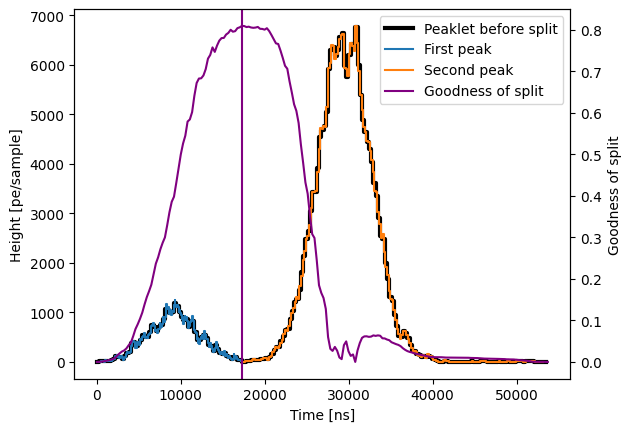 Peaklet before split
First peak
Second peak
Goodness of split
Height [pe/sample]
7000
6000
5000
4000
3000
2000
1000
0
0.8
0.7
0.6
0.5
0.4
0.3
0.2
0.1
0.0
Goodness of split
0 10000 20000 30000 40000 50000
Time [ns]